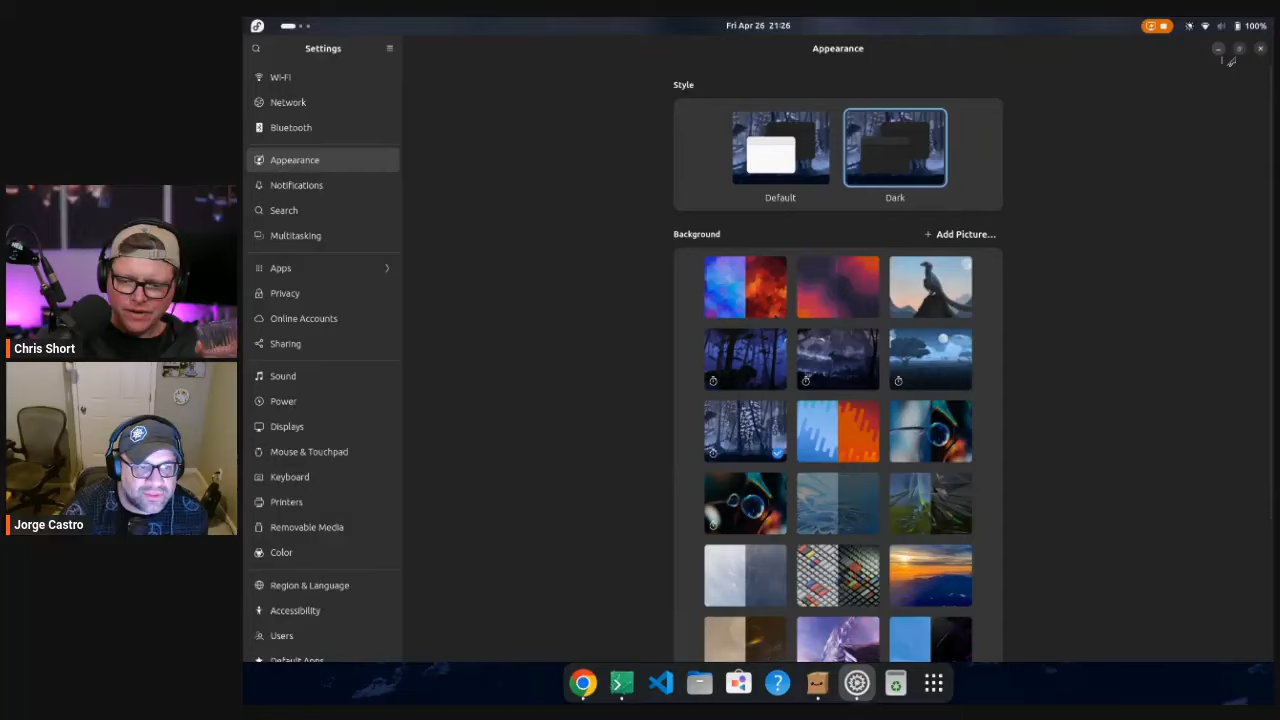 Fri Apr 26 21:26
100%
Settings
Appearance
Wi-Fi
Network
Bluetooth
Appearance
Notifications
Search
Multitasking
Apps
Privacy
Online Accounts
Sharing
Sound
Power
Displays
Mouse & Touchpad
Keyboard
Printers
Removable Media
Color
Region & Language
Accessibility
Users
Default Apps
Style
Default
Dark
Background
+ Add Picture...
Chris Short
Jorge Castro